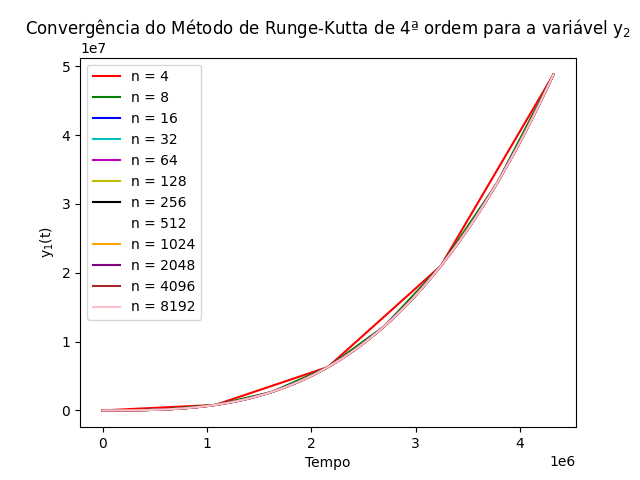 Convergência do Método de Runge-Kutta de 4ª ordem para a variável y₂
1e7
5
4
3
2
1
0
y₁(t)
n = 4
n = 8
n = 16
n = 32
n = 64
n = 128
n = 256
n = 512
n = 1024
n = 2048
n = 4096
n = 8192
0 1 2 3 4
Tempo
1e6